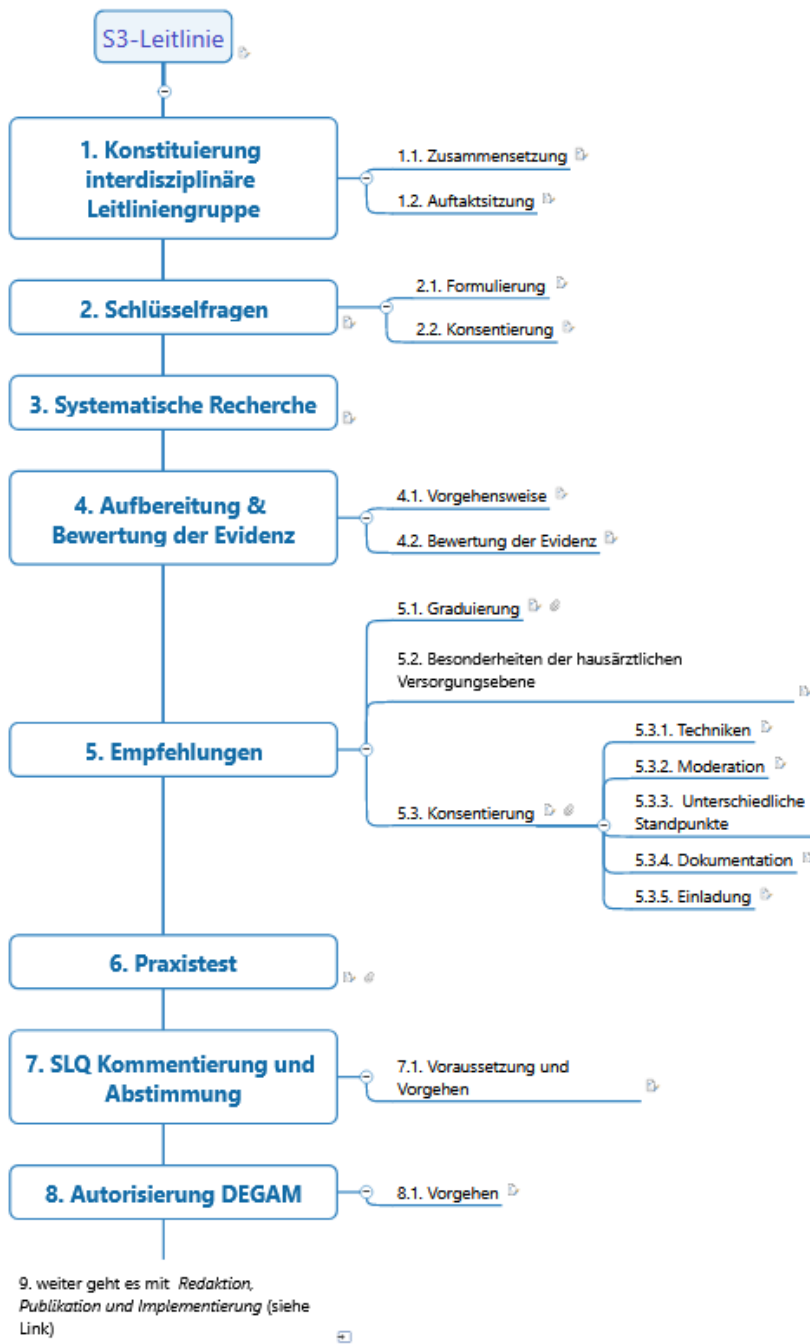 S3-Leitlinie
1. Konstituierung
interdisziplinäre
Leitliniengruppe
1.1. Zusammensetzung
1.2. Auftaktsitzung
2. Schlüsselfragen
2.1. Formulierung
2.2. Konsentierung
3. Systematische Recherche
4. Aufbereitung &
Bewertung der Evidenz
4.1. Vorgehensweise
4.2. Bewertung der Evidenz
5. Empfehlungen
5.1. Graduierung
5.2. Besonderheiten der hausärztlichen
Versorgungsebene
5.3. Konsentierung
5.3.1. Techniken
5.3.2. Moderation
5.3.3. Unterschiedliche
Standpunkte
5.3.4. Dokumentation
5.3.5. Einladung
6. Praxistest
7. SLQ Kommentierung und
Abstimmung
7.1. Voraussetzung und
Vorgehen
8. Autorisierung DEGAM
8.1. Vorgehen
9. weiter geht es mit Redaktion,
Publikation und Implementierung (siehe
Link)